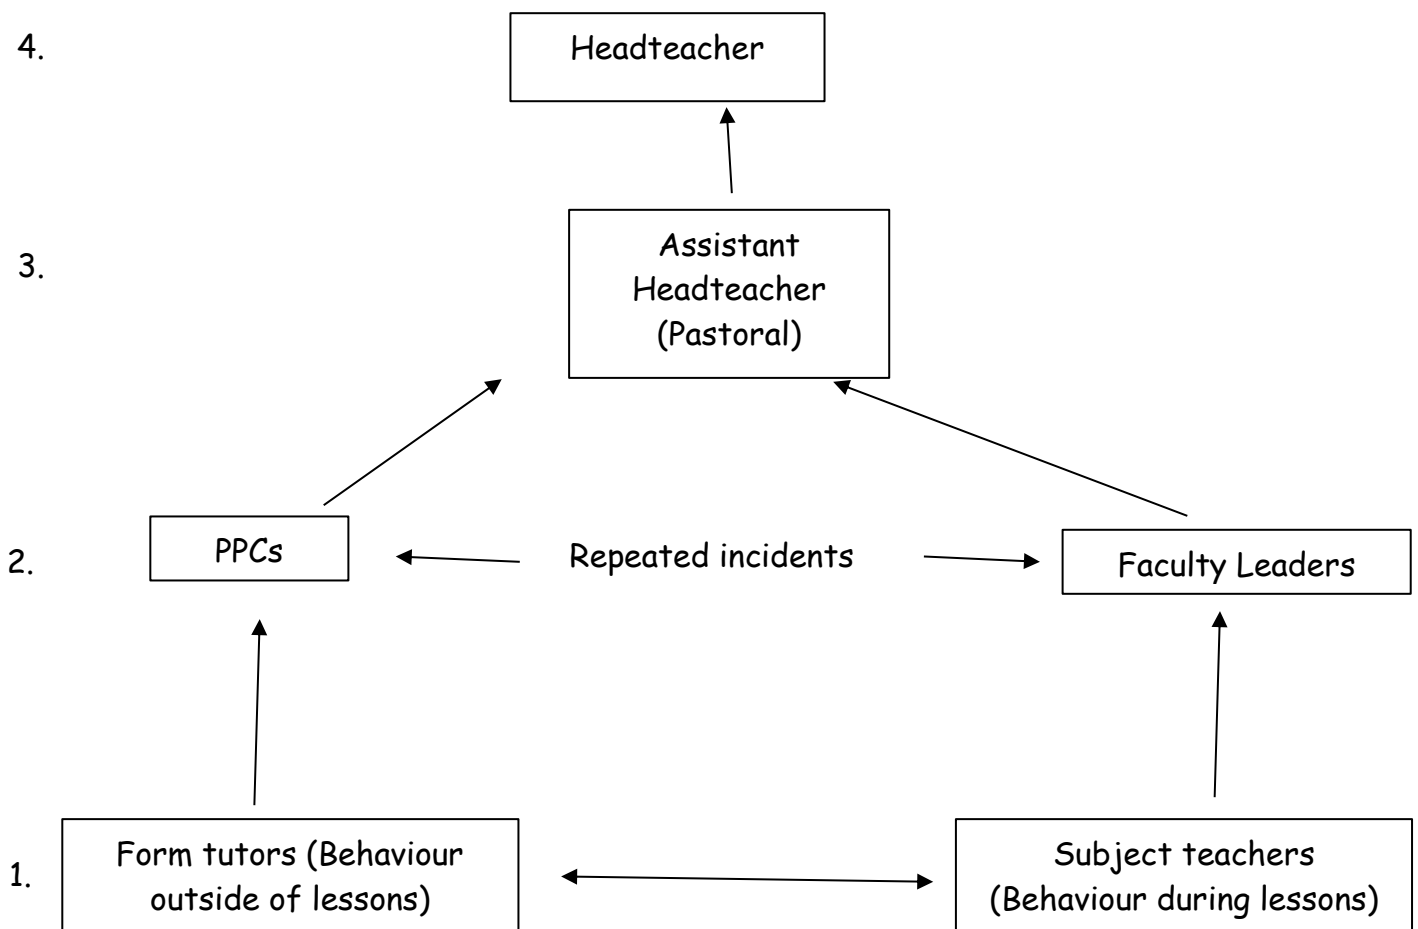 4.
Headteacher
3.
Assistant
Headteacher
(Pastoral)
2.
PPCs
Repeated incidents
Faculty Leaders
1.
Form tutors (Behaviour
outside of lessons)
Subject teachers
(Behaviour during lessons)